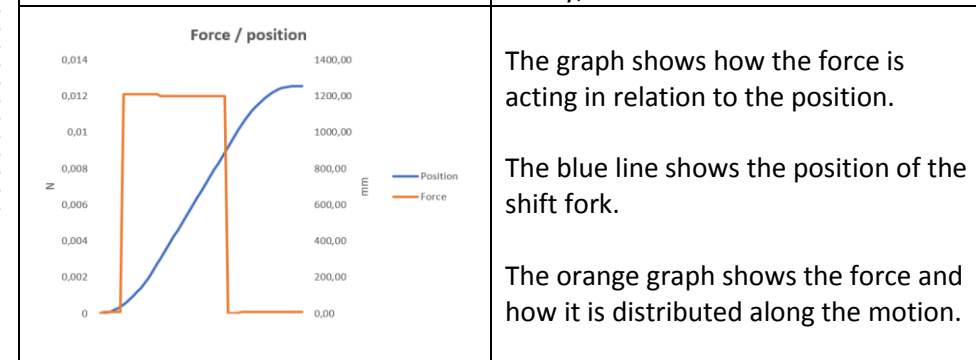 Force / position
0,014
0,012
0,01
0,008
0,006
0,004
0,002
0
N
1400,00
1200,00
1000,00
800,00
600,00
400,00
200,00
0,00
mm
Position
Force
The graph shows how the force is
acting in relation to the position.
The blue line shows the position of the
shift fork.
The orange graph shows the force and
how it is distributed along the motion.